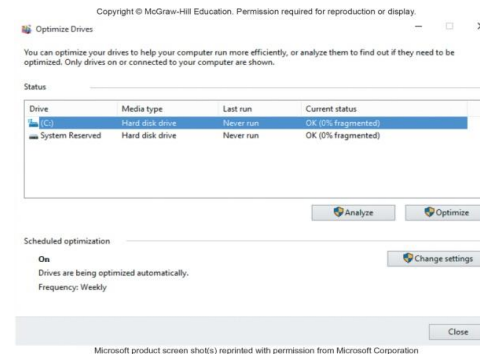 Copyright © McGraw-Hill Education. Permission required for reproduction or display.
Optimize Drives
You can optimize your drives to help your computer run more efficiently, or analyze them to find out if they need to be
optimized. Only drives on or connected to your computer are shown.
Status
Drive Media type Last run Current status
(C:) Hard disk drive Never run OK (0% fragmented)
System Reserved Hard disk drive Never run OK (0% fragmented)
Analyze Optimize
Scheduled optimization
On Change settings
Drives are being optimized automatically.
Frequency: Weekly
Close
Microsoft product screen shot(s) reprinted with permission from Microsoft Corporation